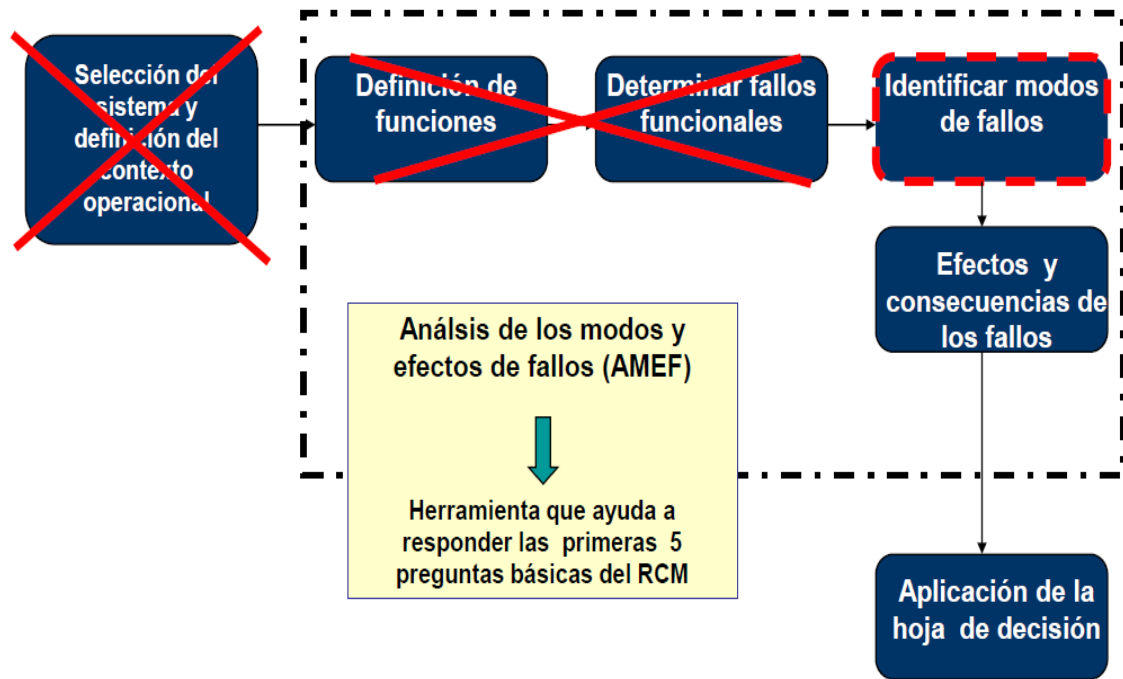 Selección del
sistema y
definición del
contexto
operacional
Definición de
funciones
Determinar fallos
funcionales
Identificar modos
de fallos
Efectos y
consecuencias de
los fallos
Análsis de los modos y
efectos de fallos (AMEF)
Herramienta que ayuda a
responder las primeras 5
preguntas básicas del RCM
Aplicación de la
hoja de decisión